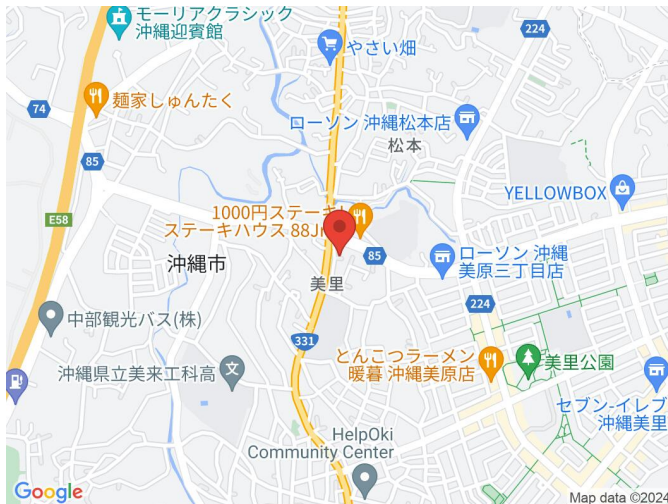 モーリアクラシック
沖縄迎賓館
やさい畑
224
麺家しゅんたく
74
ローソン 沖縄松本店
松本
85
YELLOWBOX
1000円ステーキ
ステーキハウス 88Jr
E58
沖縄市
85
ローソン 沖縄
美原三丁目店
美里
224
中部観光バス(株)
331
とんこつラーメン
暖暮 沖縄美原店
美里公園
沖縄県立美来工科高
文
セブン-イレブ
沖縄美里
HelpOki
Community Center
Google
Map data ©2024